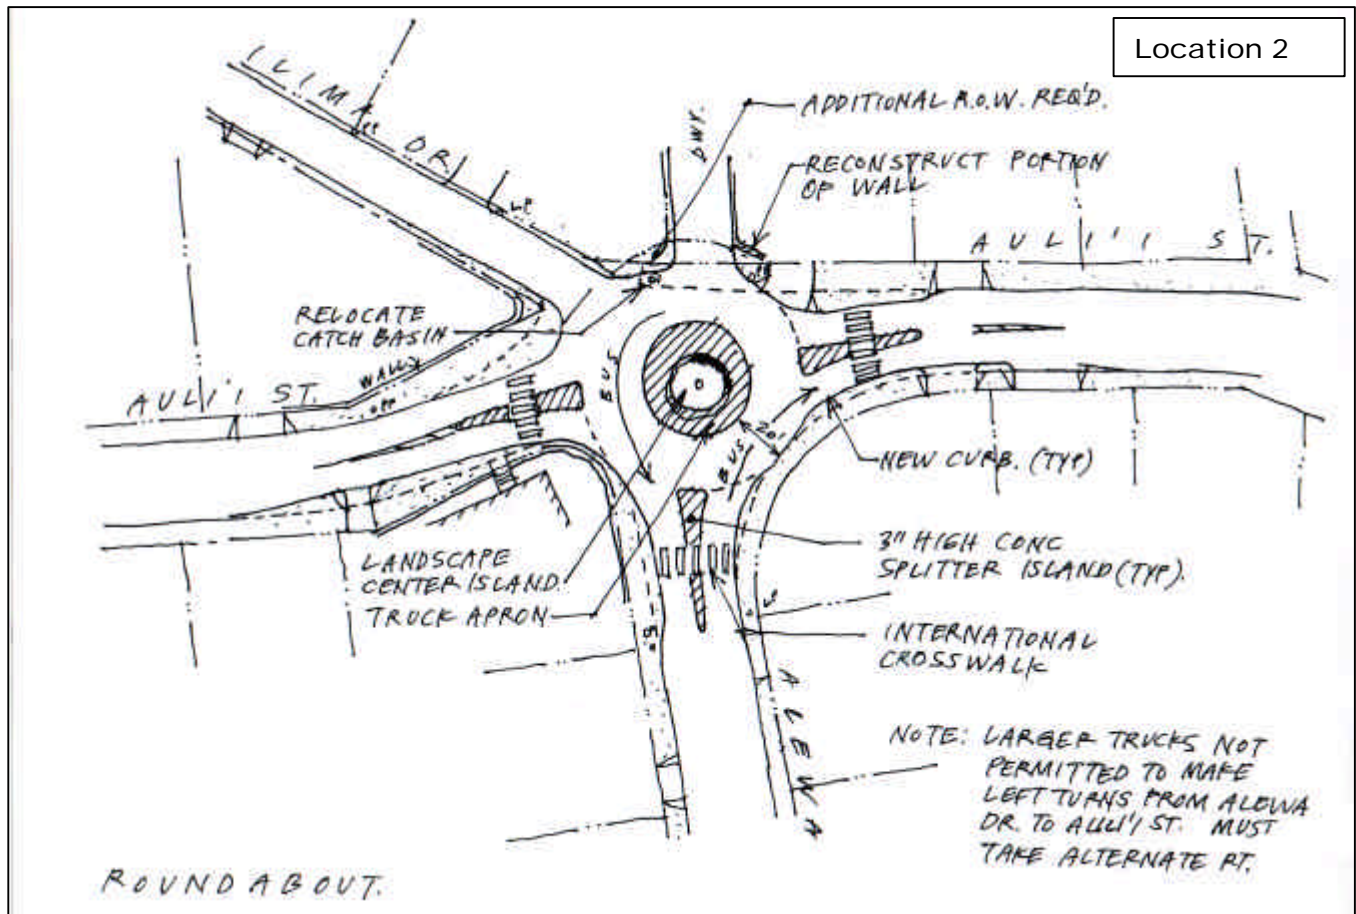 Location 2
ILIMA DR.
PP
LP
DWY.
ADDITIONAL R.O.W. REQ'D.
RECONSTRUCT PORTION
OF WALL
AULI'I ST.
RELOCATE
CATCH BASIN
WALL
AULI'I ST.
BUS
BUS
20'
NEW CURB. (TYP)
3" HIGH CONC
SPLITTER ISLAND (TYP).
LANDSCAPE
CENTER ISLAND.
TRUCK APRON
INTERNATIONAL
CROSSWALK
ALEWA
NOTE: LARGER TRUCKS NOT
PERMITTED TO MAKE
LEFT TURNS FROM ALEWA
DR. TO AULI'I ST. MUST
TAKE ALTERNATE RT.
ROUNDABOUT.